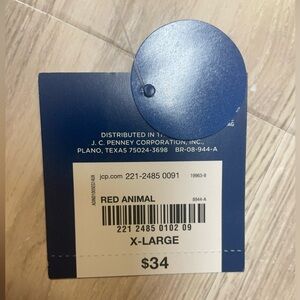 DISTRIBUTED IN
J. C. PENNEY CORPORATION, INC.,
PLANO, TEXAS 75024-3698 BR-08-944-A
jcp.com 221-2485 0091
RED ANIMAL
221 2485 0102 09
X-LARGE
$34